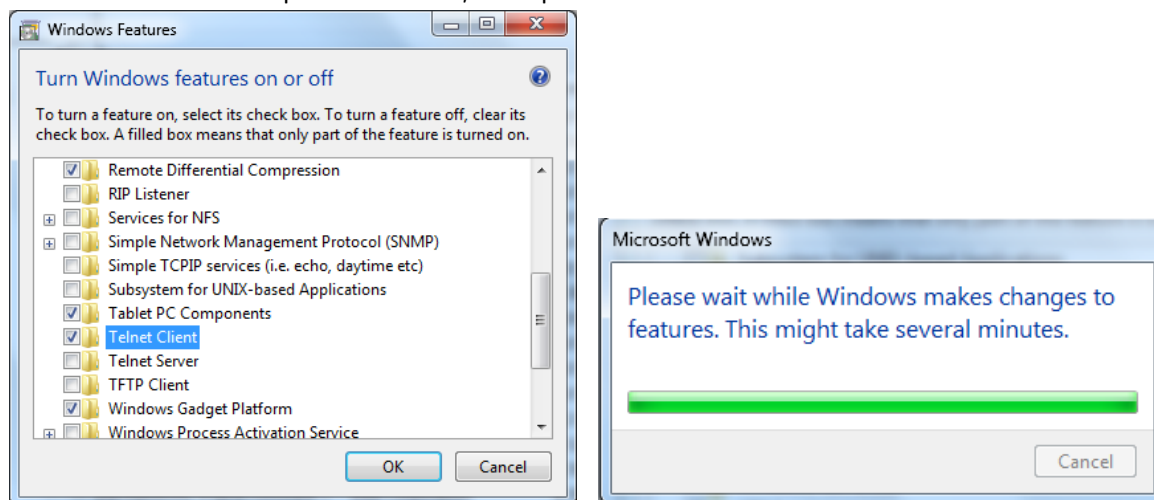 Windows Features
Turn Windows features on or off
To turn a feature on, select its check box. To turn a feature off, clear its
check box. A filled box means that only part of the feature is turned on.
Remote Differential Compression
RIP Listener
Services for NFS
Simple Network Management Protocol (SNMP)
Simple TCPIP services (i.e. echo, daytime etc)
Subsystem for UNIX-based Applications
Tablet PC Components
Telnet Client
Telnet Server
TFTP Client
Windows Gadget Platform
Windows Process Activation Service
OK
Cancel
Microsoft Windows
Please wait while Windows makes changes to
features. This might take several minutes.
Cancel